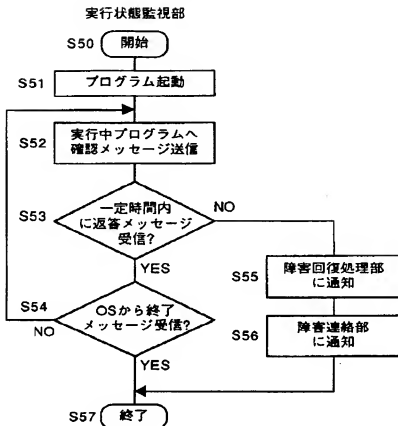 実行状態監視部
S50 開始
S51 プログラム起動
S52 実行中プログラムへ
確認メッセージ送信
S53 一定時間内
に返答メッセージ
受信?
NO
YES
S55 障害回復処理部
に通知
S54 OSから終了
メッセージ受信?
NO
YES
S56 障害連絡部
に通知
S57 終了